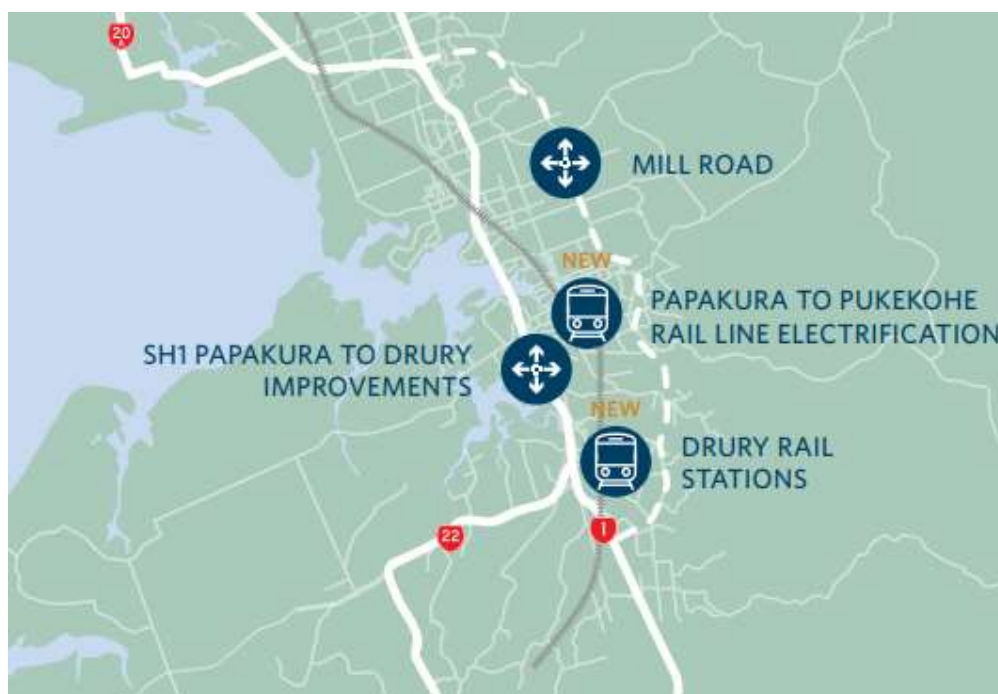 20
A
MILL ROAD
NEW
PAPAKURA TO PUKEKOHE
RAIL LINE ELECTRIFICATION
SH1 PAPAKURA TO DRURY
IMPROVEMENTS
NEW
DRURY RAIL
STATIONS
22
1